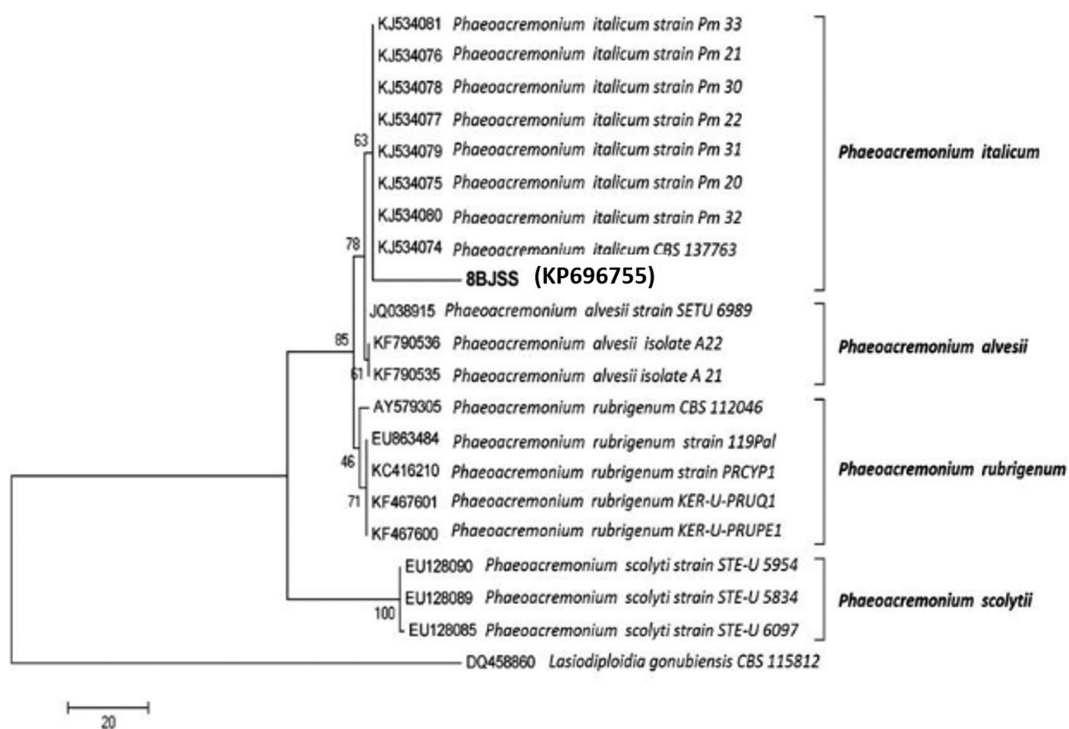 KJ534081 Phaeoacremonium italicum strain Pm 33
KJ534076 Phaeoacremonium italicum strain Pm 21
KJ534078 Phaeoacremonium italicum strain Pm 30
KJ534077 Phaeoacremonium italicum strain Pm 22
63
KJ534079 Phaeoacremonium italicum strain Pm 31
Phaeoacremonium italicum
KJ534075 Phaeoacremonium italicum strain Pm 20
KJ534080 Phaeoacremonium italicum strain Pm 32
78
KJ534074 Phaeoacremonium italicum CBS 137763
8BJSS (KP696755)
JQ038915 Phaeoacremonium alvesii strain SETU 6989
85
KF790536 Phaeoacremonium alvesii isolate A22
Phaeoacremonium alvesii
61
KF790535 Phaeoacremonium alvesii isolate A 21
AY579305 Phaeoacremonium rubrigenum CBS 112046
EU863484 Phaeoacremonium rubrigenum strain 119Pal
46
KC416210 Phaeoacremonium rubrigenum strain PRCYP1
Phaeoacremonium rubrigenum
71
KF467601 Phaeoacremonium rubrigenum KER-U-PRUQ1
KF467600 Phaeoacremonium rubrigenum KER-U-PRUPE1
EU128090 Phaeoacremonium scolyti strain STE-U 5954
EU128089 Phaeoacremonium scolyti strain STE-U 5834
Phaeoacremonium scolytii
100
EU128085 Phaeoacremonium scolyti strain STE-U 6097
DQ458860 Lasiodiploidia gonubiensis CBS 115812
20